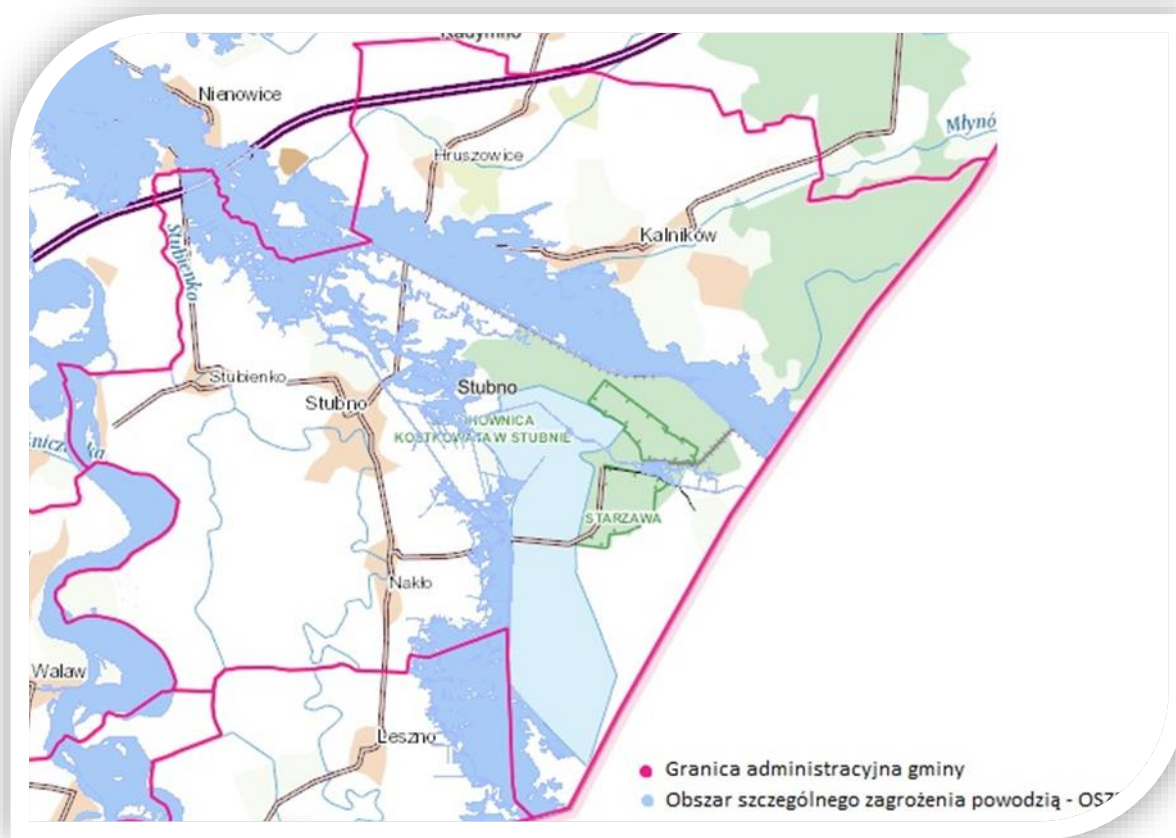 Nienowice
Młynó
Hruszowice
Kalników
Stubienko
Stubienko
Stubno
Stubno
KOSTKOWATA W STUBNIE
STARZAWA
Nakło
Walaw
Leszno
Granica administracyjna gminy
Obszar szczególnego zagrożenia powodzią - OSZ